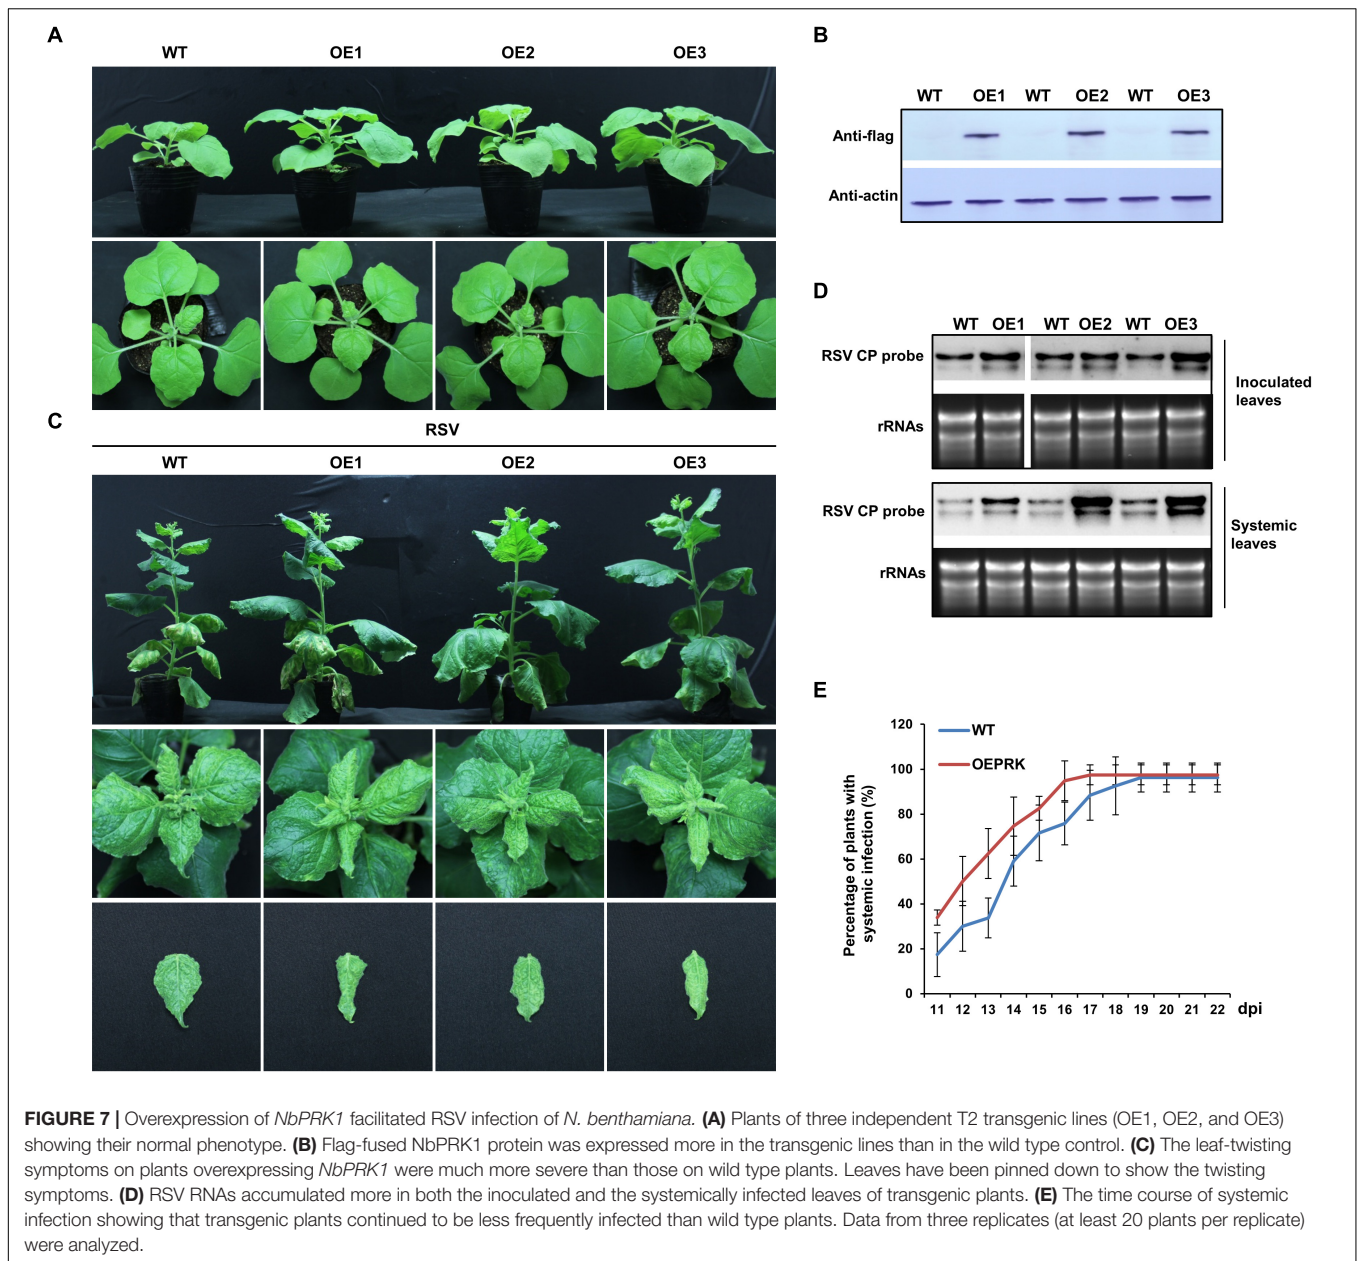 A
WT OE1 OE2 OE3
B
WT OE1 WT OE2 WT OE3
Anti-flag
Anti-actin
C
RSV
WT OE1 OE2 OE3
D
WT OE1 WT OE2 WT OE3
RSV CP probe
rRNAs
Inoculated
leaves
RSV CP probe
rRNAs
Systemic
leaves
E
Percentage of plants with
systemic infection (%)
120
100
80
60
40
20
0
WT
OEPRK
11 12 13 14 15 16 17 18 19 20 21 22 dpi
FIGURE 7 | Overexpression of NbPRK1 facilitated RSV infection of N. benthamiana. (A) Plants of three independent T2 transgenic lines (OE1, OE2, and OE3)
showing their normal phenotype. (B) Flag-fused NbPRK1 protein was expressed more in the transgenic lines than in the wild type control. (C) The leaf-twisting
symptoms on plants overexpressing NbPRK1 were much more severe than those on wild type plants. Leaves have been pinned down to show the twisting
symptoms. (D) RSV RNAs accumulated more in both the inoculated and the systemically infected leaves of transgenic plants. (E) The time course of systemic
infection showing that transgenic plants continued to be less frequently infected than wild type plants. Data from three replicates (at least 20 plants per replicate)
were analyzed.